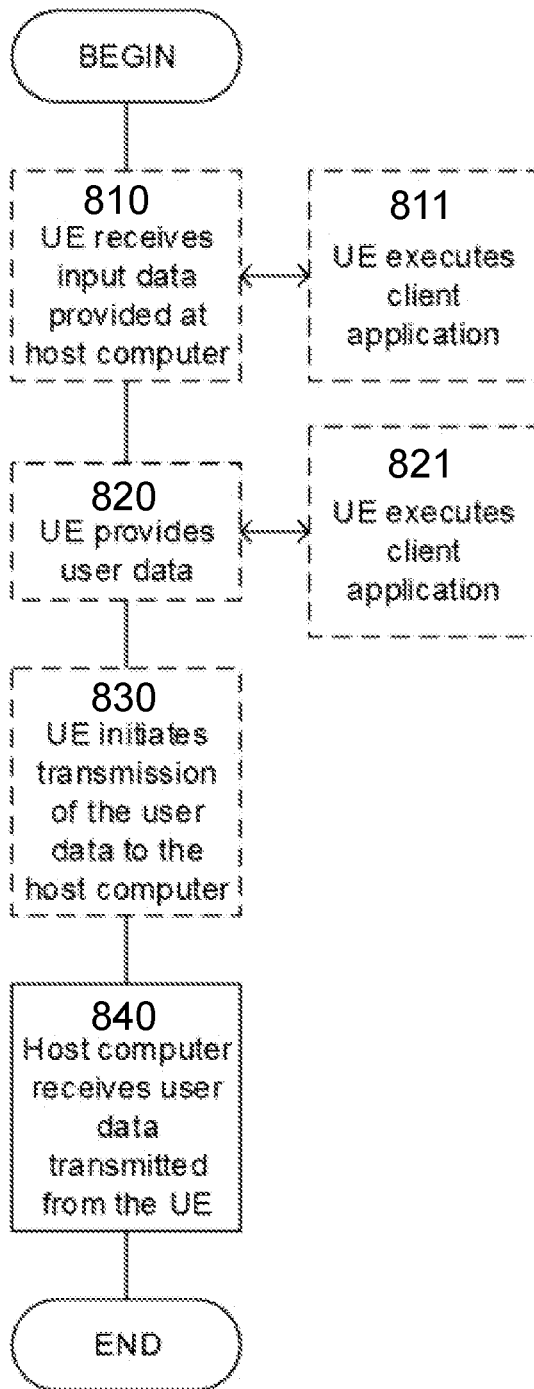 BEGIN
810
UE receives
input data
provided at
host computer
811
UE executes
client
application
820
UE provides
user data
821
UE executes
client
application
830
UE initiates
transmission
of the user
data to the
host computer
840
Host computer
receives user
data
transmitted
from the UE
END